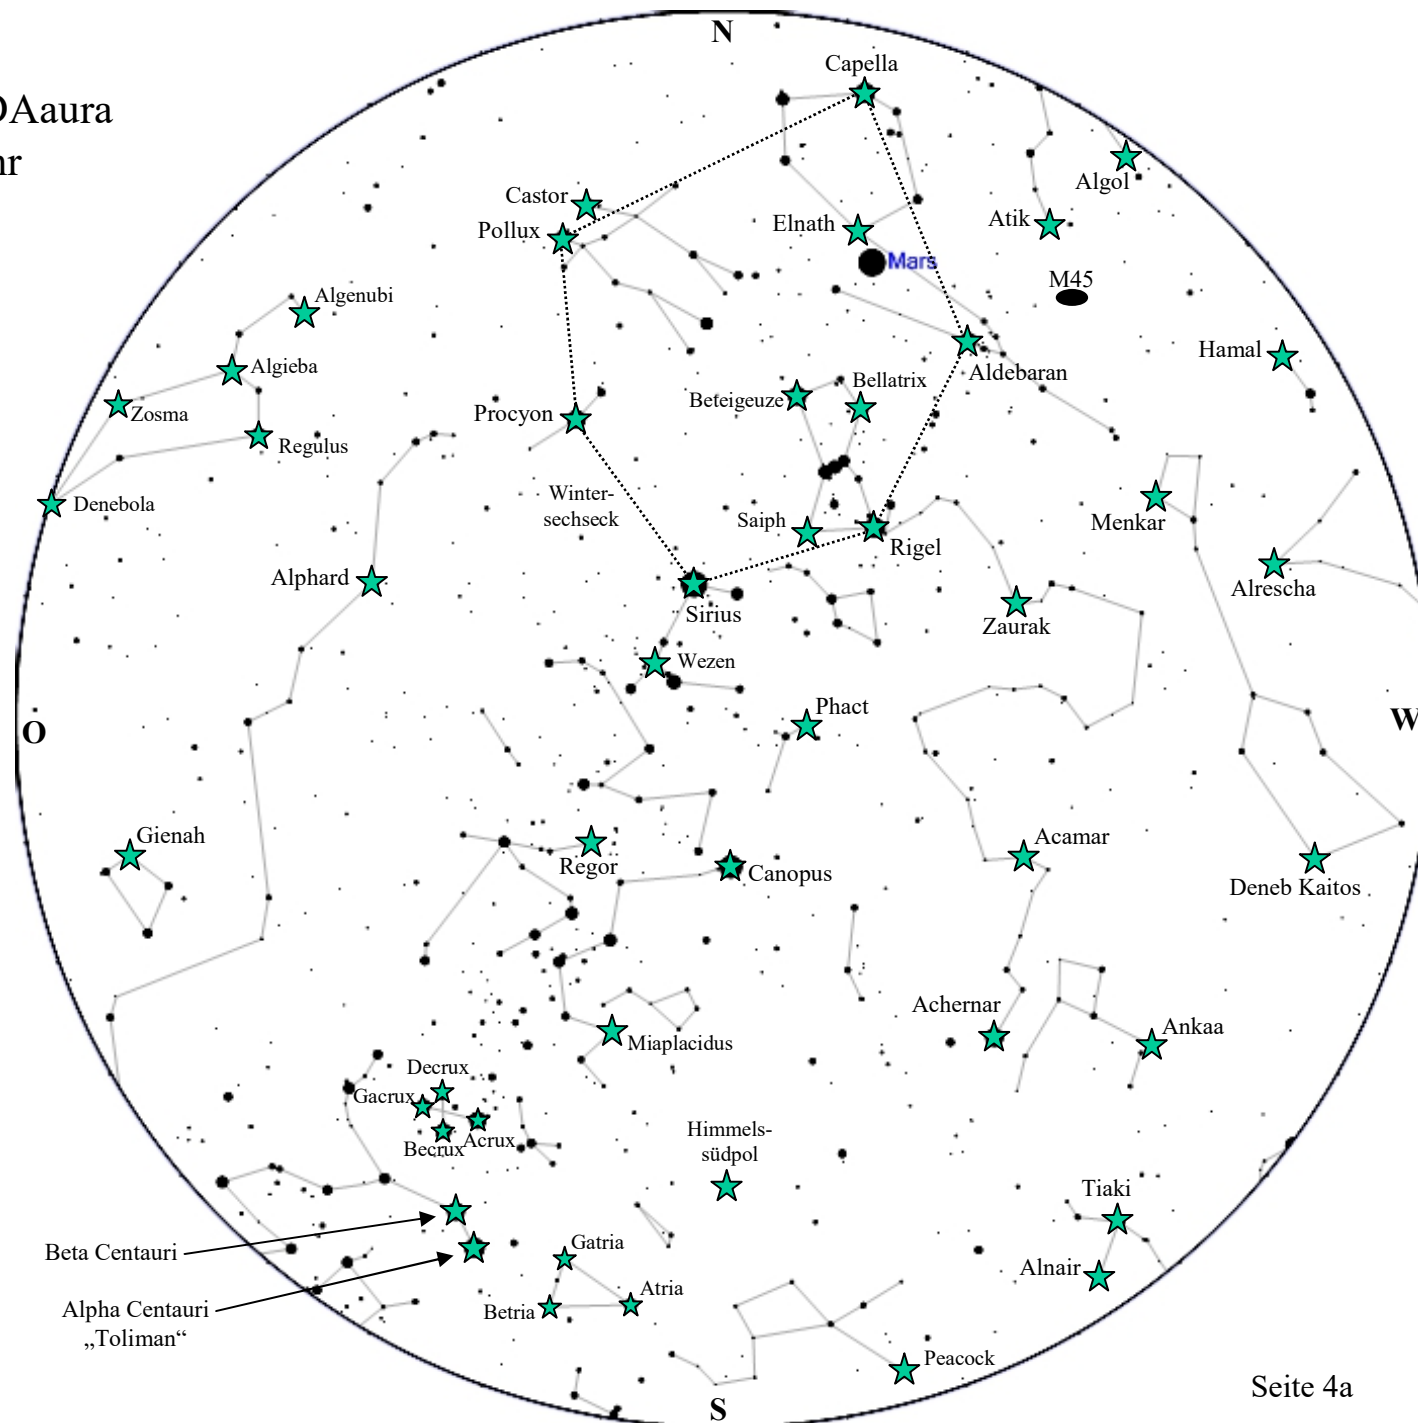 N
Capella
DAaura
hr
Algol
Castor
Atik
Pollux
Elnath
Mars
M45
Algenubi
Hamal
Algieba
Aldebaran
Bellatrix
Beteigeuze
Zosma
Procyon
Regulus
Winter-
sechseck
Denebola
Saiph
Menkar
Rigel
Alphard
Alrescha
Sirius
Zaurak
Wezen
Phact
O
W
Gienah
Acamar
Regor
Canopus
Deneb Kaitos
Achernar
Ankaa
Miaplacidus
Decrux
Gacrux
Becrux
Acrux
Himmels-
südpol
Tiaki
Beta Centauri
Gatria
Alnair
Atria
Alpha Centauri
„Toliman“
Betria
Peacock
Seite 4a
S